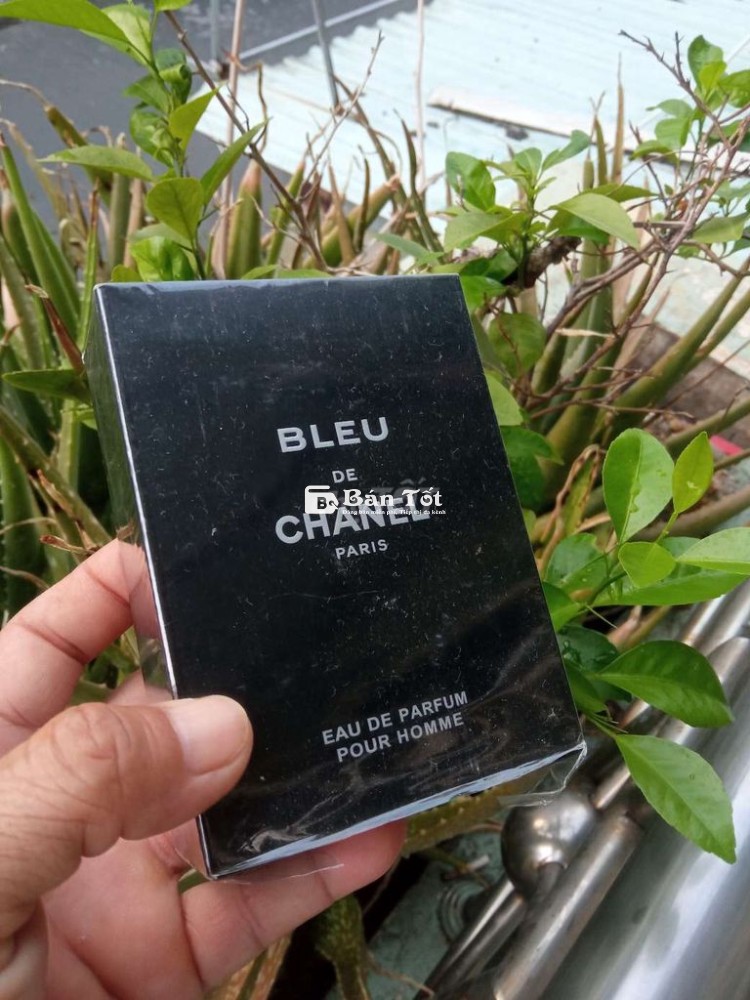 BLEU
DE
Bán Tốt
CHANEL
PARIS
EAU DE PARFUM
POUR HOMME